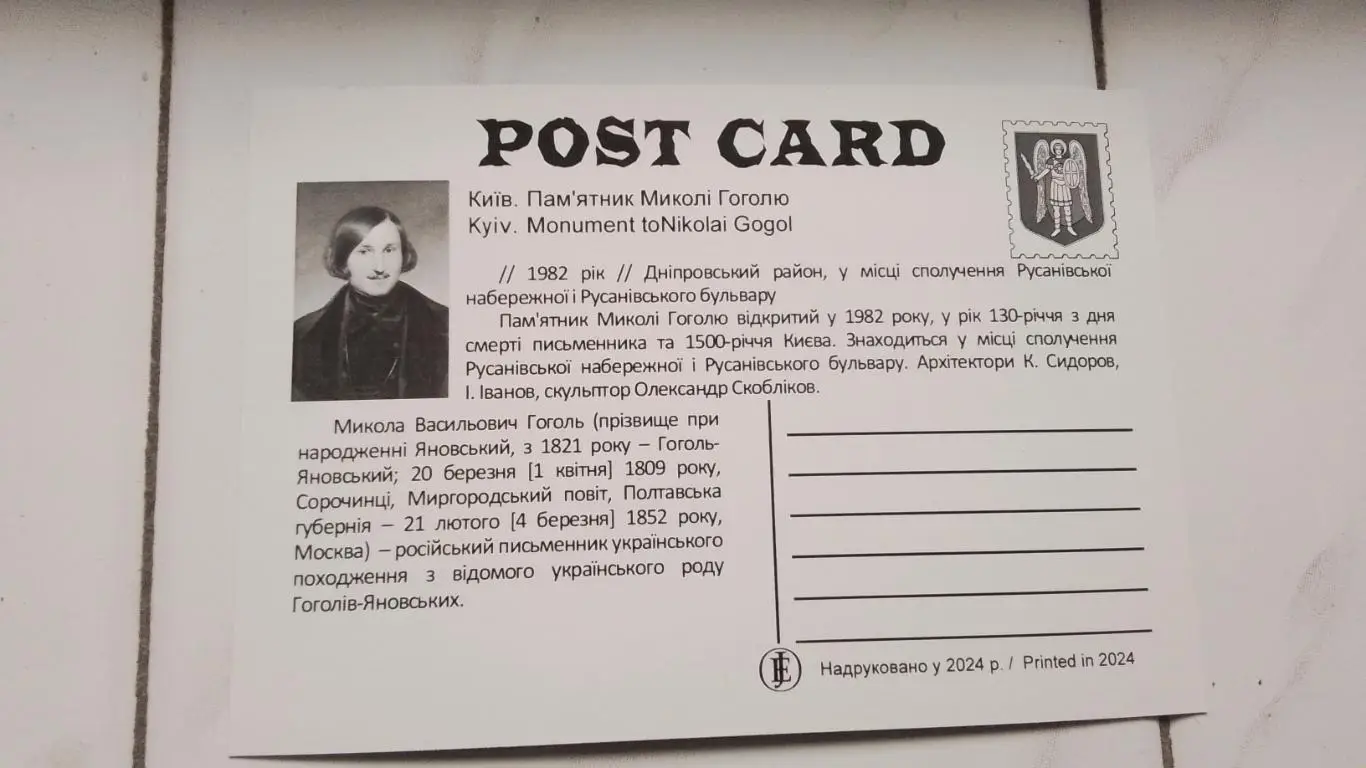 POST CARD
Київ. Пам'ятник Миколі Гоголю
Kyiv. Monument toNikolai Gogol
// 1982 рік // Дніпровський район, у місці сполучення Русанівської
набережної і Русанівського бульвару
Пам'ятник Миколі Гоголю відкритий у 1982 року, у рік 130-річчя з дня
смерті письменника та 1500-річчя Києва. Знаходиться у місці сполучення
Русанівської набережної і Русанівського бульвару. Архітектори К. Сидоров,
І. Іванов, скульптор Олександр Скобліков.
Микола Васильович Гоголь (прізвище при
народженні Яновський, з 1821 року – Гоголь-
Яновський; 20 березня [1 квітня] 1809 року,
Сорочинці, Миргородський повіт, Полтавська
губернія – 21 лютого [4 березня] 1852 року,
Москва) – російський письменник українського
походження з відомого українського роду
Гоголів-Яновських.
Надруковано у 2024 р. / Printed in 2024